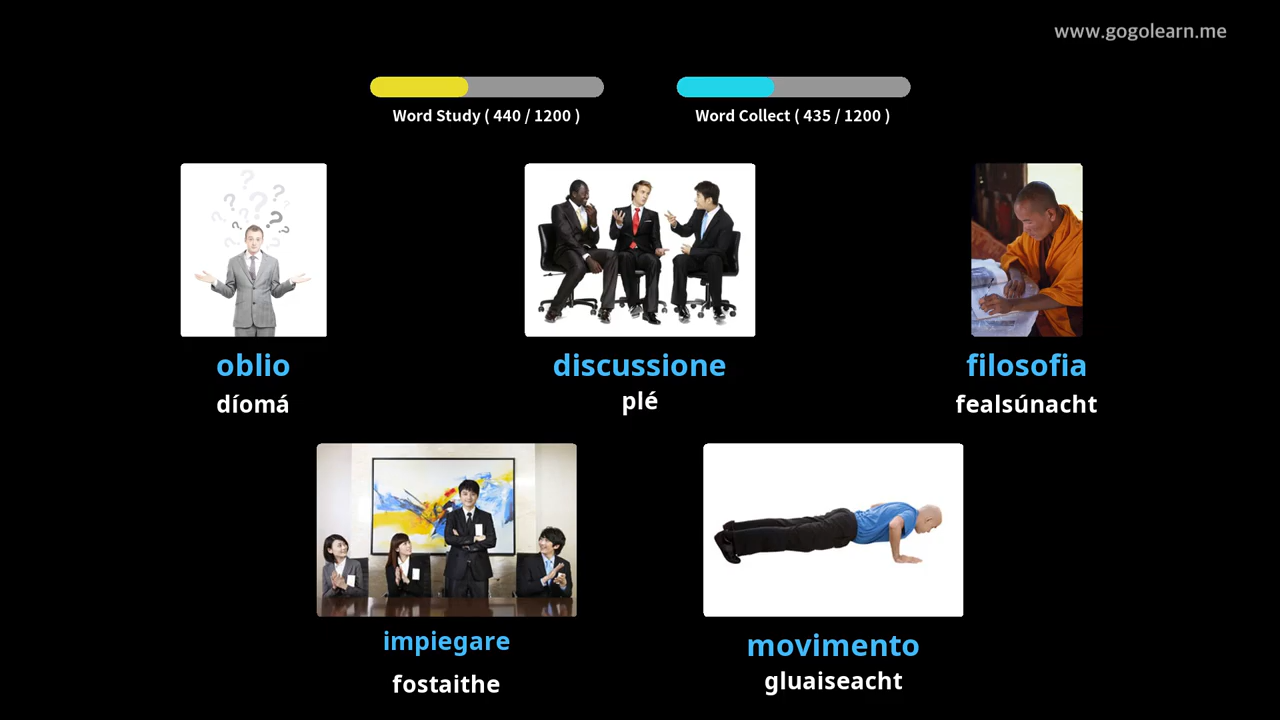 www.gogolearn.me
Word Study ( 440 / 1200 )
Word Collect ( 435 / 1200 )
oblio
díomá
discussione
plé
filosofia
fealsúnacht
impiegare
fostaithe
movimento
gluaiseacht